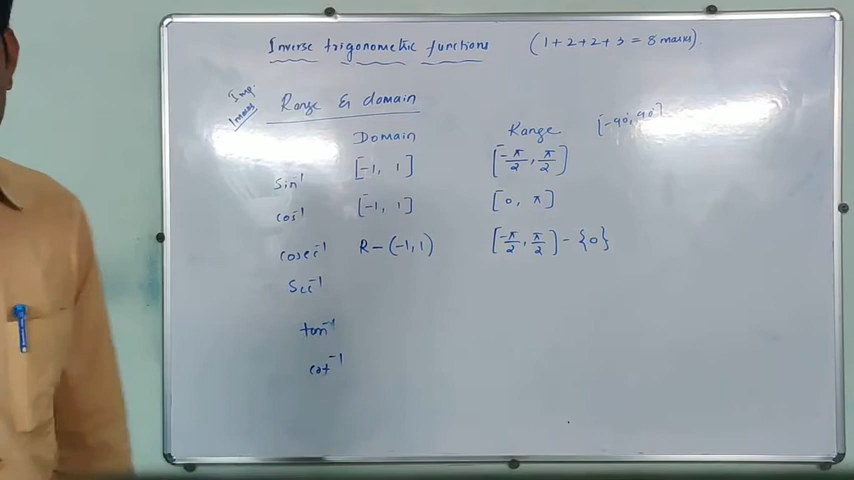 Inverse trigonometric functions (1+2+2+3 = 8 marks).
Imp.
1 marks
Range & domain
Domain Range [-90°, 90°]
Sin⁻¹ [-1, 1] [-π/2, π/2]
cos⁻¹ [-1, 1] [0, π]
cosec⁻¹ R-(-1,1) [-π/2, π/2] - {0}
Sec⁻¹
tan⁻¹
cot⁻¹